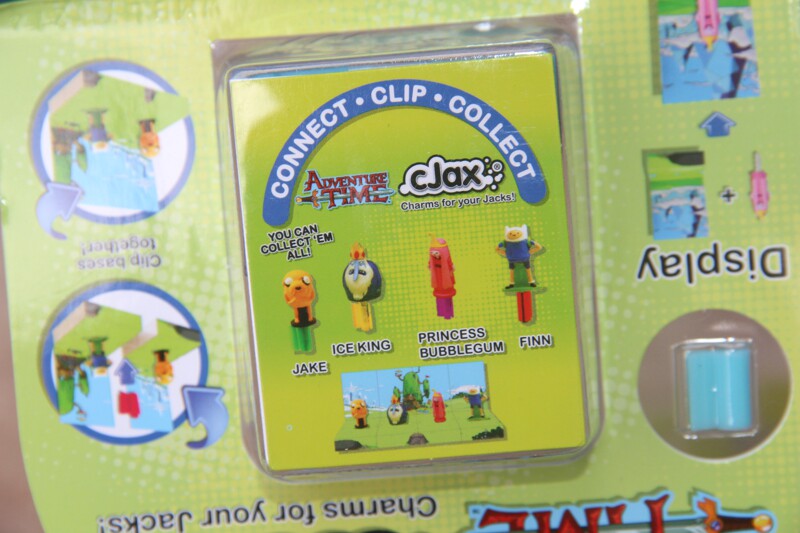 CONNECT • CLIP • COLLECT
ADVENTURE
TIME
cJax®
Charms for your Jacks!
YOU CAN
COLLECT 'EM
ALL!
JAKE
ICE KING
PRINCESS
BUBBLEGUM
FINN
Clip bases
together!
Display
Charms for your Jacks!
TIME